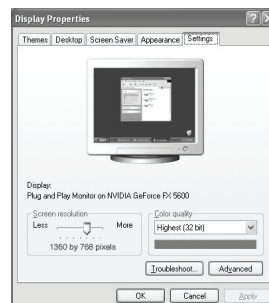 Display Properties
Themes Desktop Screen Saver Appearance Settings
Display:
Plug and Play Monitor on NVIDIA GeForce FX 5600
Screen resolution
Less More
1360 by 768 pixels
Color quality
Highest (32 bit)
Troubleshoot... Advanced
OK Cancel Apply